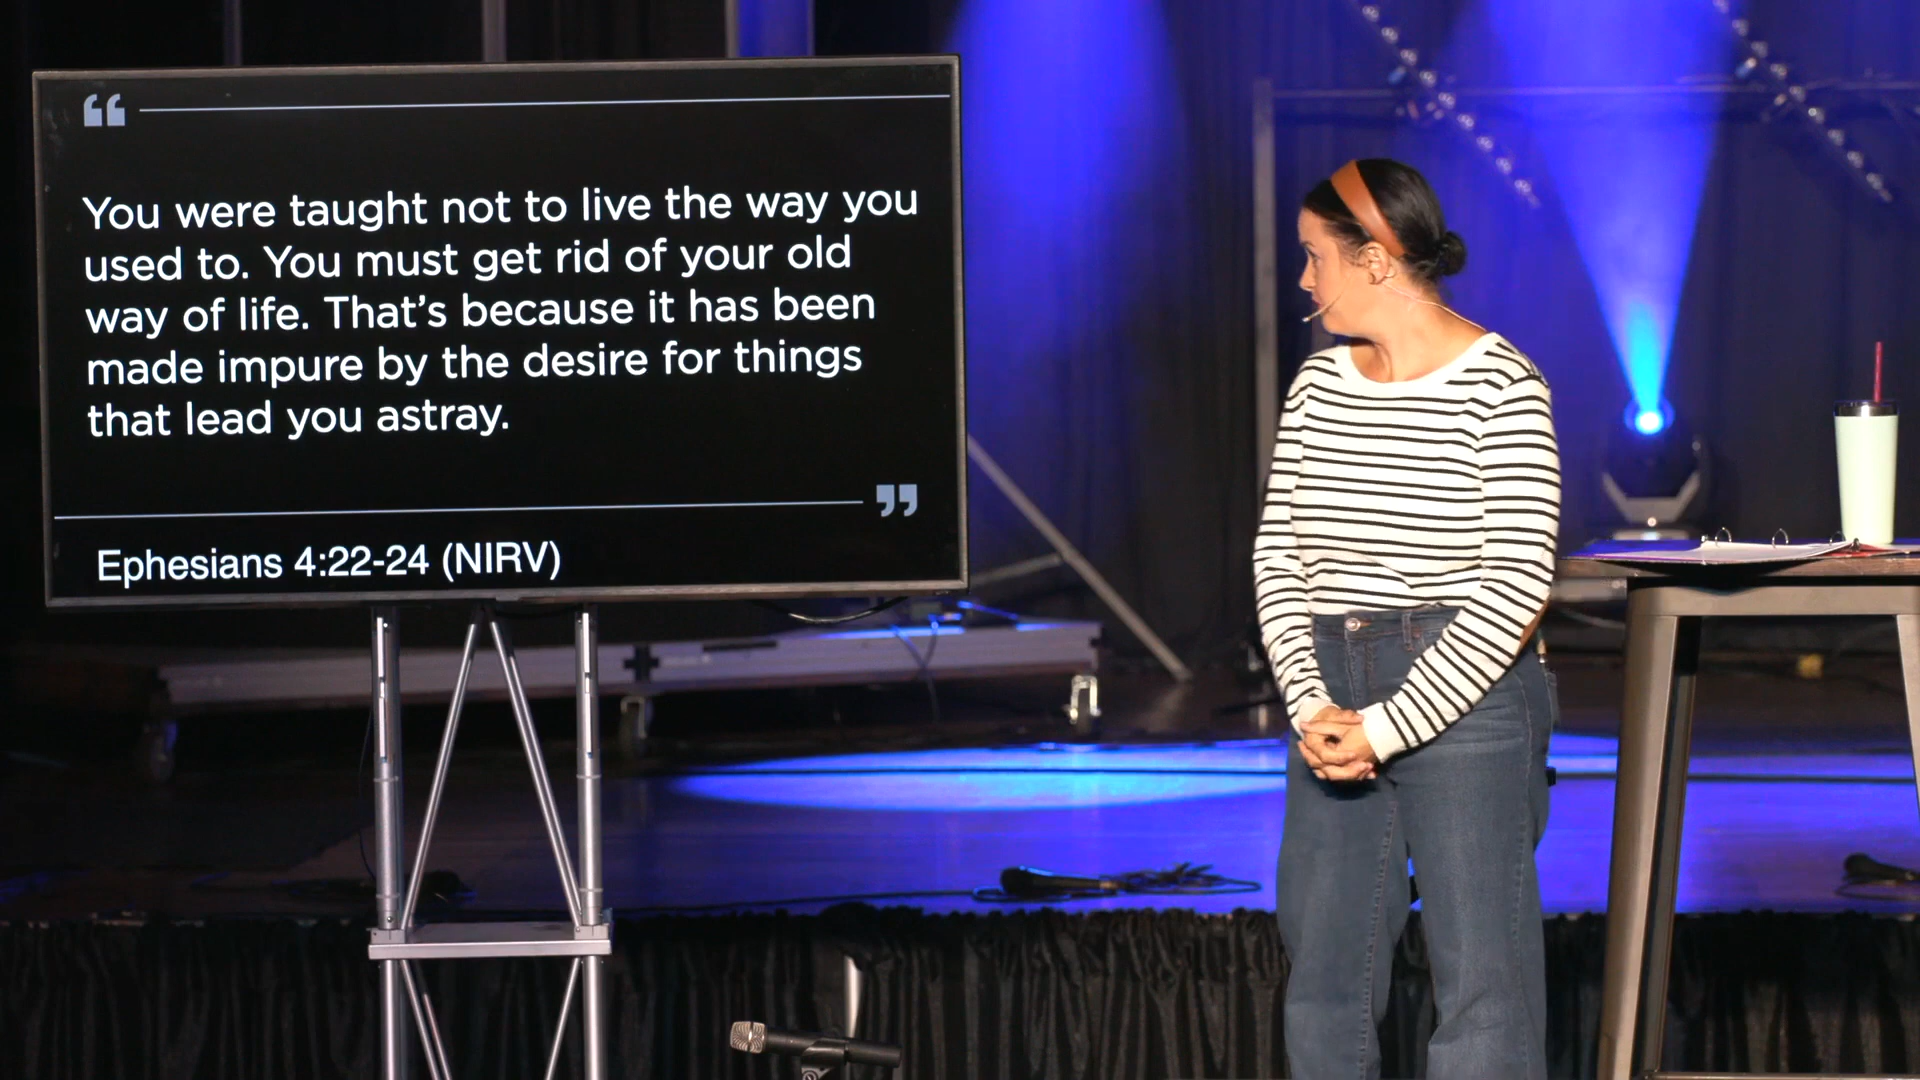 “
You were taught not to live the way you
used to. You must get rid of your old
way of life. That’s because it has been
made impure by the desire for things
that lead you astray.
”
Ephesians 4:22-24 (NIRV)